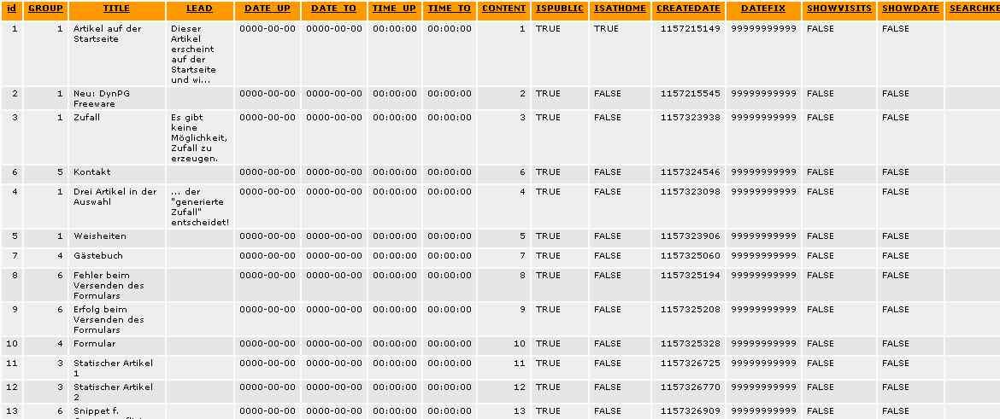 id GROUP TITLE LEAD DATE_UP DATE_TO TIME_UP TIME_TO CONTENT ISPUBLIC ISATHOME CREATEDATE DATEFIX SHOWVISITS SHOWDATE SEARCHKE
1 1 Artikel auf der Dieser 0000-00-00 0000-00-00 00:00:00 00:00:00 1 TRUE TRUE 1157215149 99999999999 FALSE FALSE
Startseite Artikel
erscheint
auf der
Startseite
und wi...
2 1 Neu: DynPG 0000-00-00 0000-00-00 00:00:00 00:00:00 2 TRUE FALSE 1157215545 99999999999 FALSE FALSE
Freeware
3 1 Zufall Es gibt 0000-00-00 0000-00-00 00:00:00 00:00:00 3 TRUE FALSE 1157323938 99999999999 FALSE FALSE
keine
Möglichkeit,
Zufall zu
erzeugen.
6 5 Kontakt 0000-00-00 0000-00-00 00:00:00 00:00:00 6 TRUE FALSE 1157324546 99999999999 FALSE FALSE
4 1 Drei Artikel in der ... der 0000-00-00 0000-00-00 00:00:00 00:00:00 4 TRUE FALSE 1157323098 99999999999 FALSE FALSE
Auswahl "generierte
Zufall"
entscheidet!
5 1 Weisheiten 0000-00-00 0000-00-00 00:00:00 00:00:00 5 TRUE FALSE 1157323906 99999999999 FALSE FALSE
7 4 Gästebuch 0000-00-00 0000-00-00 00:00:00 00:00:00 7 TRUE FALSE 1157325060 99999999999 FALSE FALSE
8 6 Fehler beim 0000-00-00 0000-00-00 00:00:00 00:00:00 8 TRUE FALSE 1157325194 99999999999 FALSE FALSE
Versenden des
Formulars
9 6 Erfolg beim 0000-00-00 0000-00-00 00:00:00 00:00:00 9 TRUE FALSE 1157325208 99999999999 FALSE FALSE
Versenden des
Formulars
10 4 Formular 0000-00-00 0000-00-00 00:00:00 00:00:00 10 TRUE FALSE 1157325328 99999999999 FALSE FALSE
11 3 Statischer Artikel 0000-00-00 0000-00-00 00:00:00 00:00:00 11 TRUE FALSE 1157326725 99999999999 FALSE FALSE
1
12 3 Statischer Artikel 0000-00-00 0000-00-00 00:00:00 00:00:00 12 TRUE FALSE 1157326770 99999999999 FALSE FALSE
2
13 6 Snippet f. 0000-00-00 0000-00-00 00:00:00 00:00:00 13 TRUE FALSE 1157326909 99999999999 FALSE FALSE